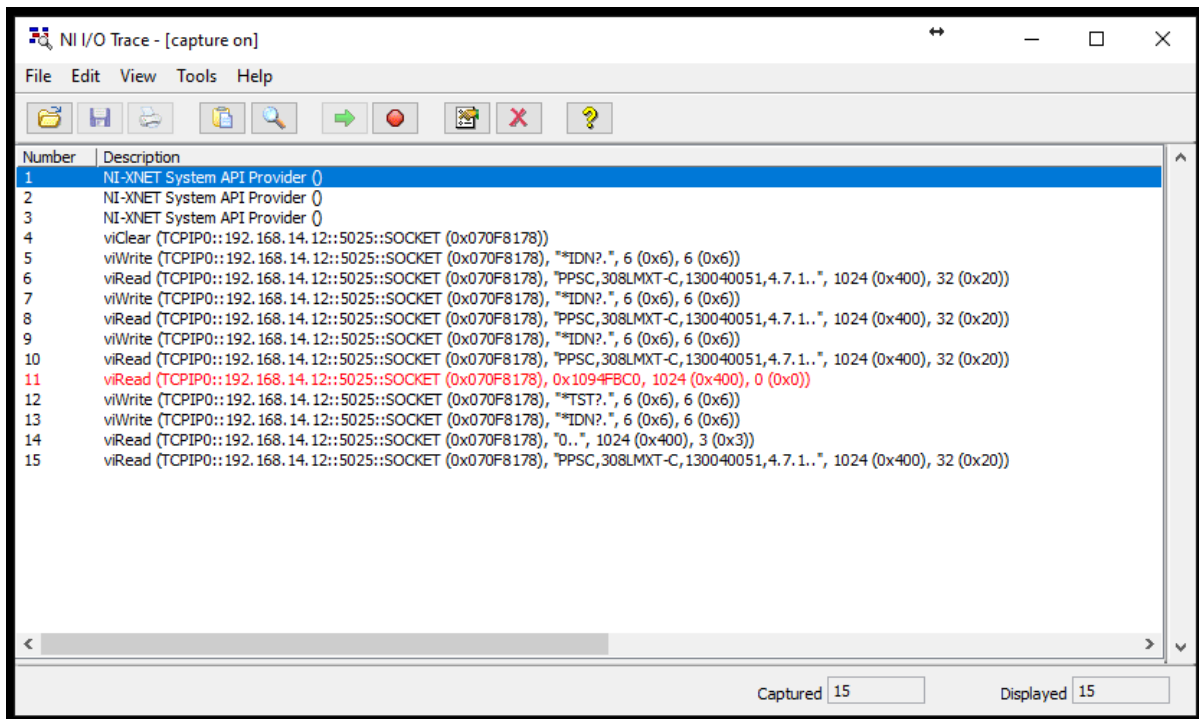 NI I/O Trace - [capture on]
File Edit View Tools Help
Number Description
1 NI-XNET System API Provider ()
2 NI-XNET System API Provider ()
3 NI-XNET System API Provider ()
4 viClear (TCPIP0::192.168.14.12::5025::SOCKET (0x070F8178))
5 viWrite (TCPIP0::192.168.14.12::5025::SOCKET (0x070F8178), "*IDN?.", 6 (0x6), 6 (0x6))
6 viRead (TCPIP0::192.168.14.12::5025::SOCKET (0x070F8178), "PPSC,308LMXT-C,130040051,4.7.1..", 1024 (0x400), 32 (0x20))
7 viWrite (TCPIP0::192.168.14.12::5025::SOCKET (0x070F8178), "*IDN?.", 6 (0x6), 6 (0x6))
8 viRead (TCPIP0::192.168.14.12::5025::SOCKET (0x070F8178), "PPSC,308LMXT-C,130040051,4.7.1..", 1024 (0x400), 32 (0x20))
9 viWrite (TCPIP0::192.168.14.12::5025::SOCKET (0x070F8178), "*IDN?.", 6 (0x6), 6 (0x6))
10 viRead (TCPIP0::192.168.14.12::5025::SOCKET (0x070F8178), "PPSC,308LMXT-C,130040051,4.7.1..", 1024 (0x400), 32 (0x20))
11 viRead (TCPIP0::192.168.14.12::5025::SOCKET (0x070F8178), 0x1094FBC0, 1024 (0x400), 0 (0x0))
12 viWrite (TCPIP0::192.168.14.12::5025::SOCKET (0x070F8178), "*TST?.", 6 (0x6), 6 (0x6))
13 viWrite (TCPIP0::192.168.14.12::5025::SOCKET (0x070F8178), "*IDN?.", 6 (0x6), 6 (0x6))
14 viRead (TCPIP0::192.168.14.12::5025::SOCKET (0x070F8178), "0..", 1024 (0x400), 3 (0x3))
15 viRead (TCPIP0::192.168.14.12::5025::SOCKET (0x070F8178), "PPSC,308LMXT-C,130040051,4.7.1..", 1024 (0x400), 32 (0x20))
Captured 15 Displayed 15